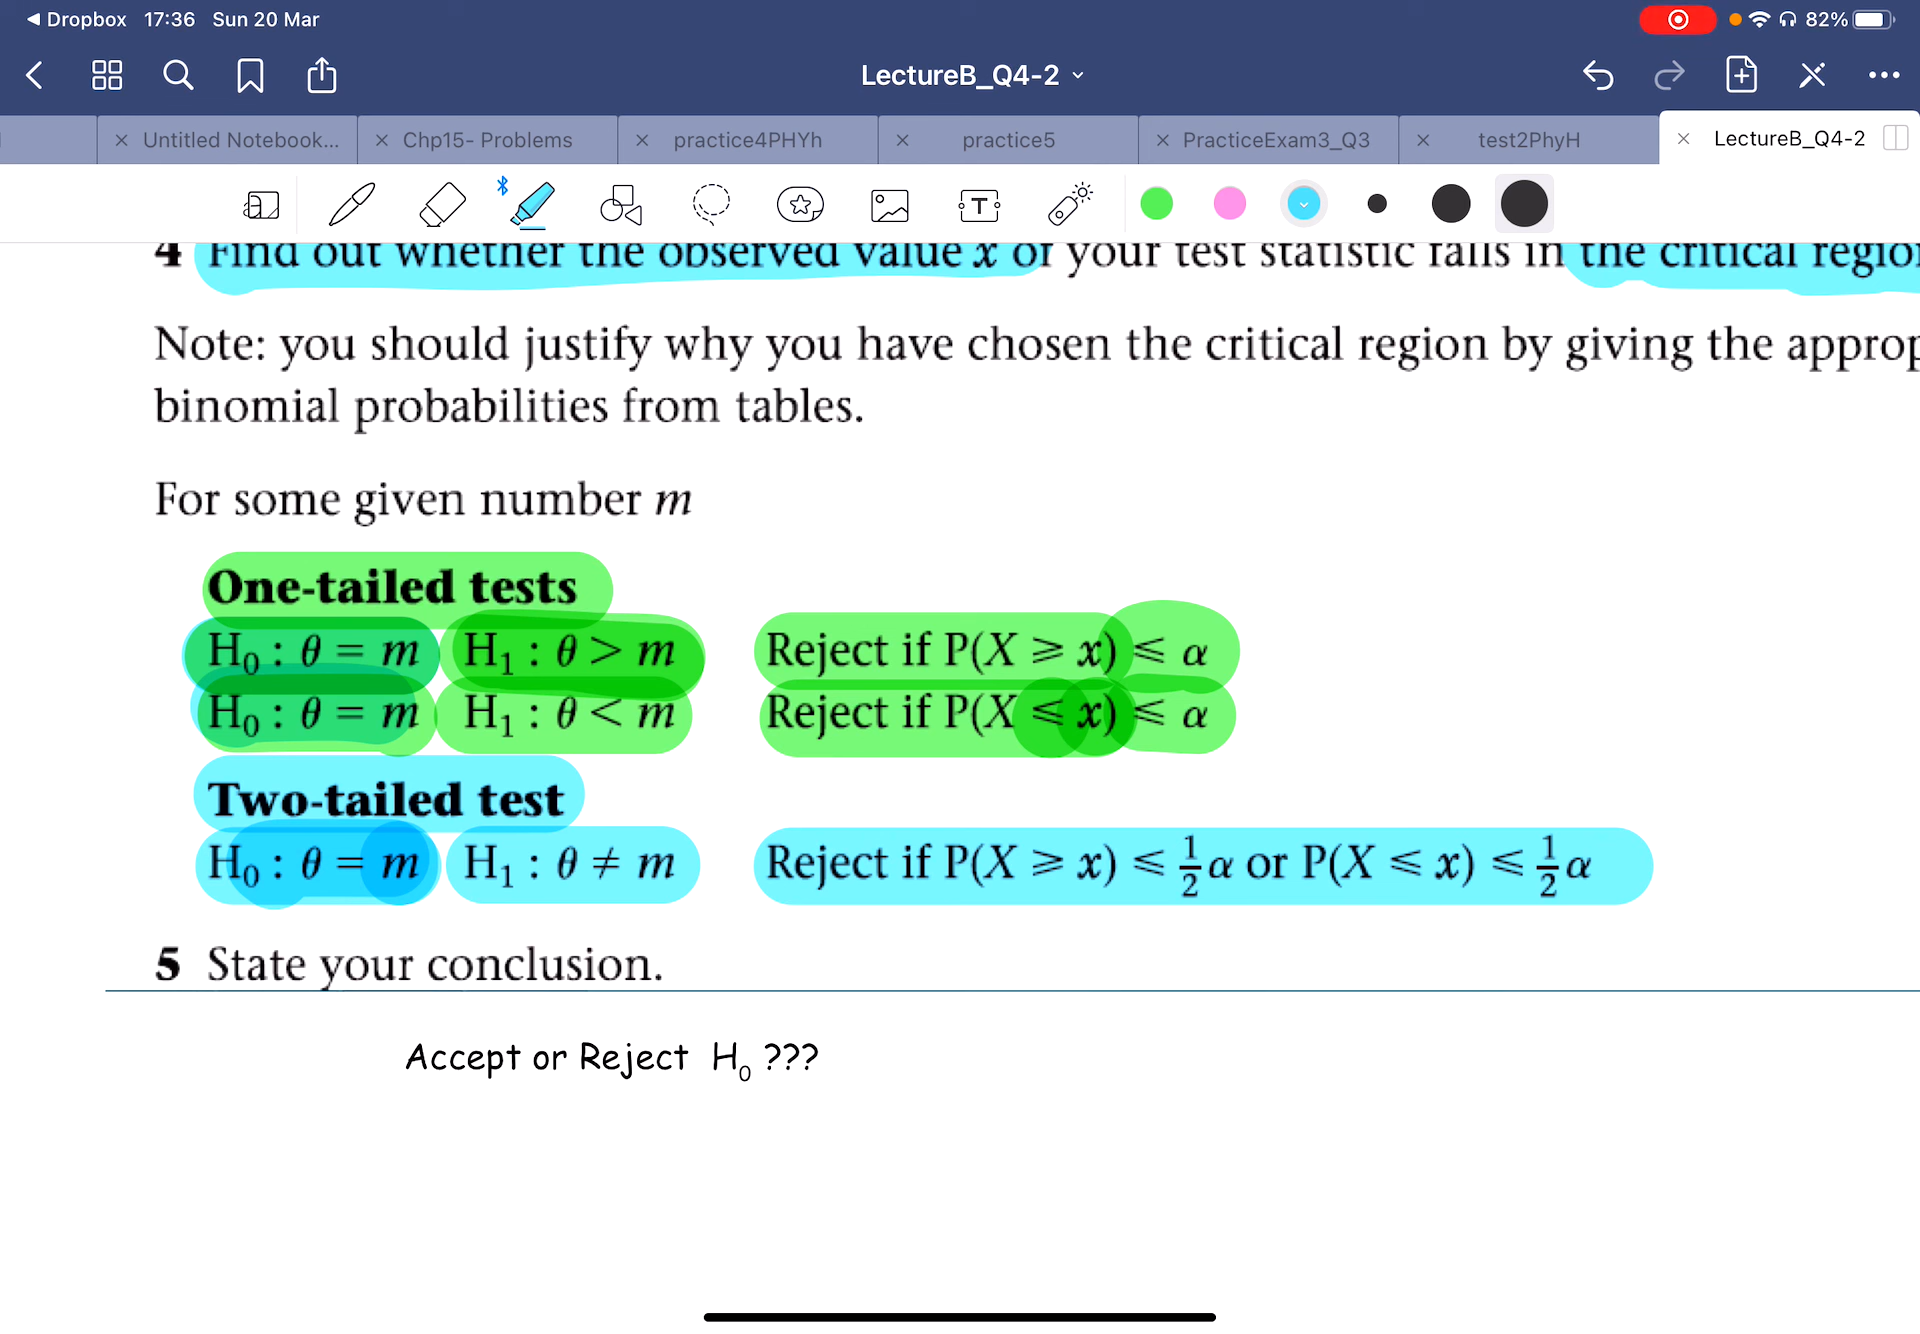 Dropbox 17:36 Sun 20 Mar 82%
LectureB_Q4-2
Untitled Notebook... Chp15- Problems practice4PHYh practice5 PracticeExam3_Q3 test2PhyH LectureB_Q4-2
4 Find out whether the observed value x of your test statistic falls in the critical regio
Note: you should justify why you have chosen the critical region by giving the approp
binomial probabilities from tables.
For some given number m
One-tailed tests
H₀ : θ = m H₁ : θ > m Reject if P(X ⩾ x) ⩽ α
H₀ : θ = m H₁ : θ < m Reject if P(X ⩽ x) ⩽ α
Two-tailed test
H₀ : θ = m H₁ : θ ≠ m Reject if P(X ⩾ x) ⩽ ½α or P(X ⩽ x) ⩽ ½α
5 State your conclusion.
Accept or Reject H₀ ???